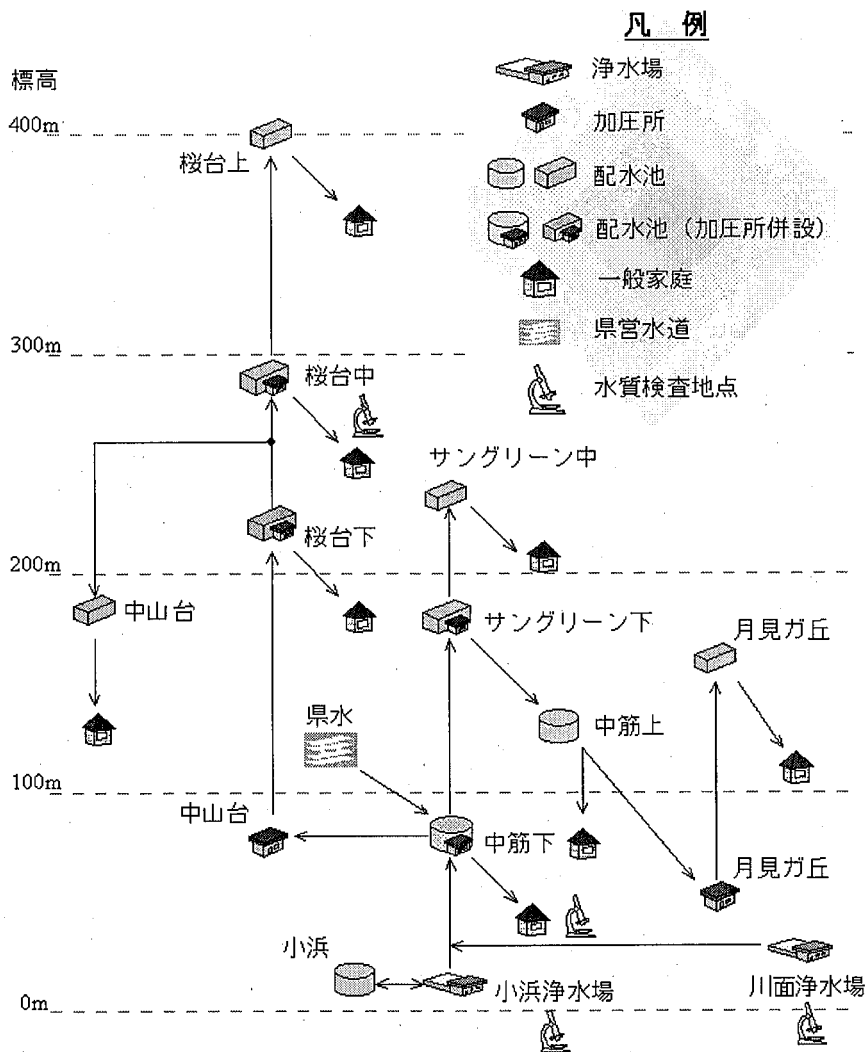 凡 例
浄水場
加圧所
配水池
配水池（加圧所併設）
一般家庭
県営水道
水質検査地点
標高
400m
桜台上
300m
桜台中
サングリーン中
桜台下
200m
中山台
サングリーン下
月見ガ丘
県水
中筋上
100m
中山台
中筋下
月見ガ丘
小浜
小浜浄水場
川面浄水場
0m